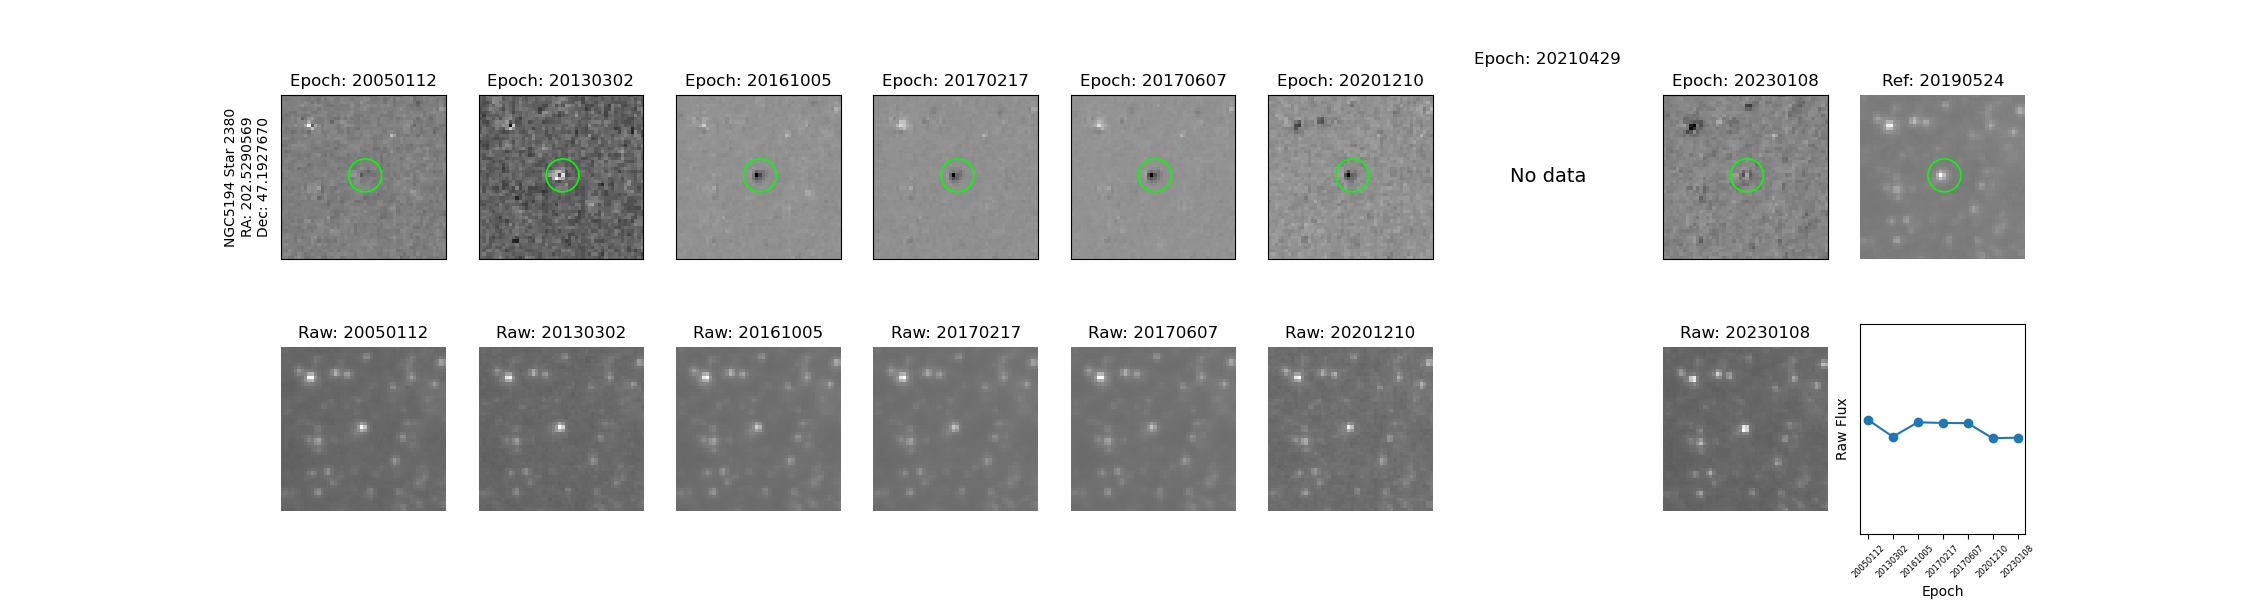 Epoch: 20210429
Epoch: 20050112
Epoch: 20130302
Epoch: 20161005
Epoch: 20170217
Epoch: 20170607
Epoch: 20201210
Epoch: 20230108
Ref: 20190524
NGC5194 Star 2380
RA: 202.5290569
Dec: 47.1927670
No data
Raw: 20050112
Raw: 20130302
Raw: 20161005
Raw: 20170217
Raw: 20170607
Raw: 20201210
Raw: 20230108
Raw Flux
20050112
20130302
20161005
20170217
20170607
20201210
20230108
Epoch